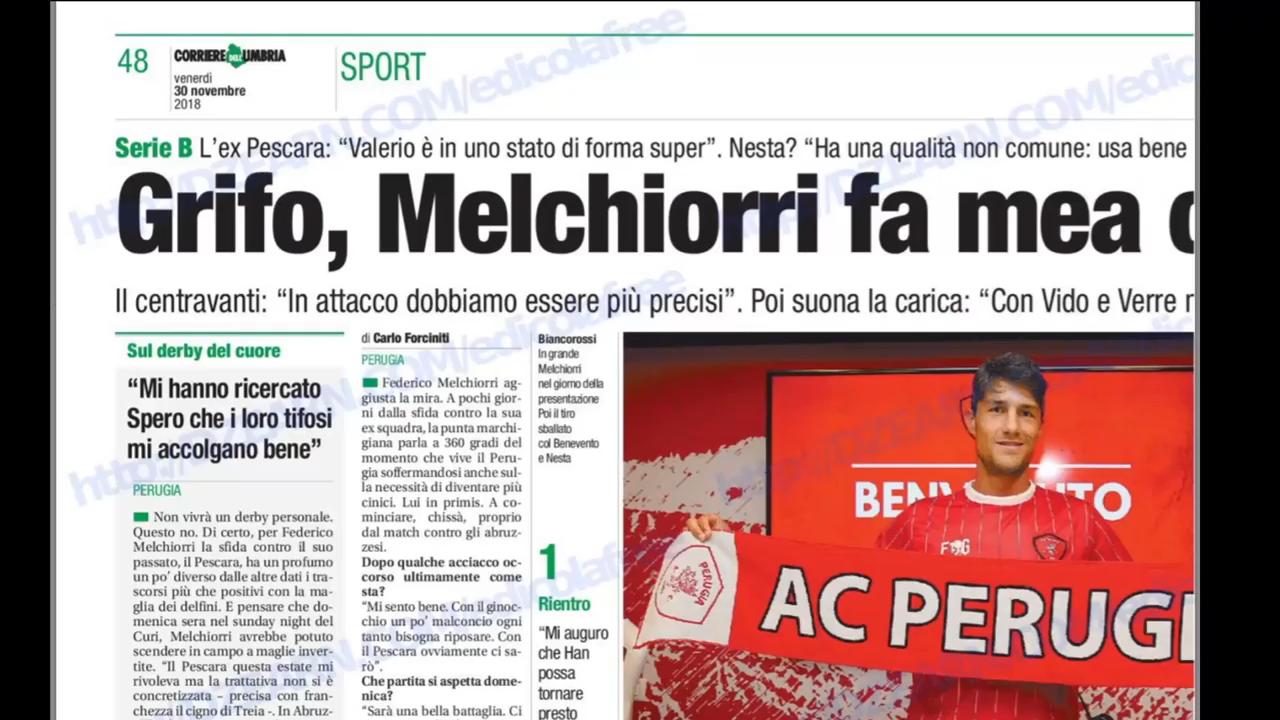 48
CORRIERE DELL'UMBRIA
venerdì
30 novembre
2018
SPORT
Serie B L'ex Pescara: “Valerio è in uno stato di forma super”. Nesta? “Ha una qualità non comune: usa bene
Grifo, Melchiorri fa mea
Il centravanti: “In attacco dobbiamo essere più precisi”. Poi suona la carica: “Con Vido e Verre
Sul derby del cuore
“Mi hanno ricercato
Spero che i loro tifosi
mi accolgano bene”
PERUGIA
Non vivrà un derby personale.
Questo no. Di certo, per Federico
Melchiorri la sfida contro il suo
passato, il Pescara, ha un profumo
un po' diverso dalle altre dati i tra-
scorsi più che positivi con la ma-
glia dei delfini. E pensare che do-
menica sera nel sunday night del
Curi, Melchiorri avrebbe potuto
scendere in campo a maglie inver-
tite. “Il Pescara questa estate mi
rivoleva ma la trattativa non si è
concretizzata – precisa con fran-
chezza il cigno di Treia -. In Abruz-
di Carlo Forciniti
PERUGIA
Federico Melchiorri ag-
giusta la mira. A pochi gior-
ni dalla sfida contro la sua
ex squadra, la punta marchi-
giana parla a 360 gradi del
momento che vive il Peru-
gia soffermandosi anche sul-
la necessità di diventare più
cinici. Lui in primis. A co-
minciare, chissà, proprio
dal match contro gli abruz-
zesi.
Dopo qualche acciacco oc-
corso ultimamente come
sta?
“Mi sento bene. Con il ginoc-
chio un po' malconcio ogni
tanto bisogna riposare. Con
il Pescara ovviamente ci sa-
rò”.
Che partita si aspetta dome-
nica?
“Sarà una bella battaglia. Ci
Biancorossi
In grande
Melchiorri
nel giorno della
presentazione
Poi il tiro
sballato
col Benevento
e Nesta
1
Rientro
“Mi auguro
che Han
possa
tornare
presto
PERUGIA
AC PERUGI
http://DZEABN.COM/edicolafree